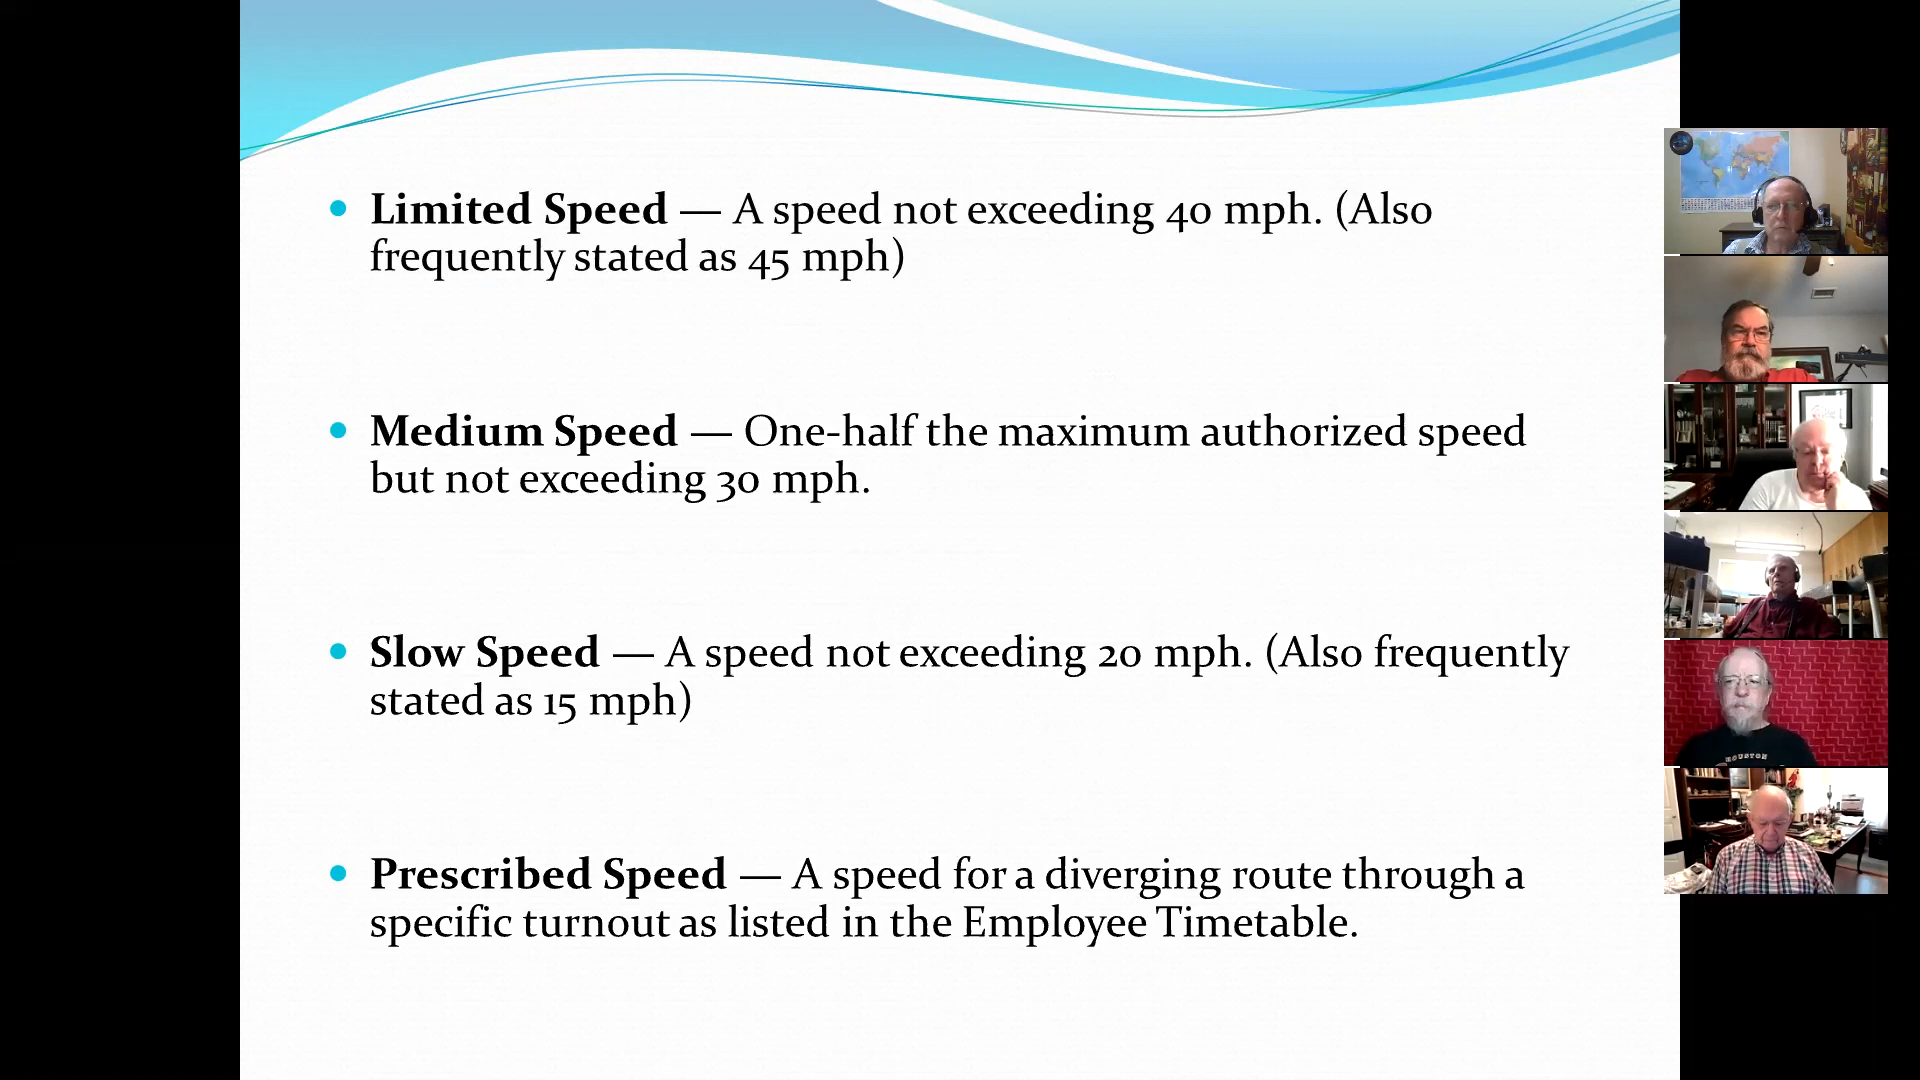 Limited Speed — A speed not exceeding 40 mph. (Also
frequently stated as 45 mph)
Medium Speed — One-half the maximum authorized speed
but not exceeding 30 mph.
Slow Speed — A speed not exceeding 20 mph. (Also frequently
stated as 15 mph)
Prescribed Speed — A speed for a diverging route through a
specific turnout as listed in the Employee Timetable.
HOUSTON